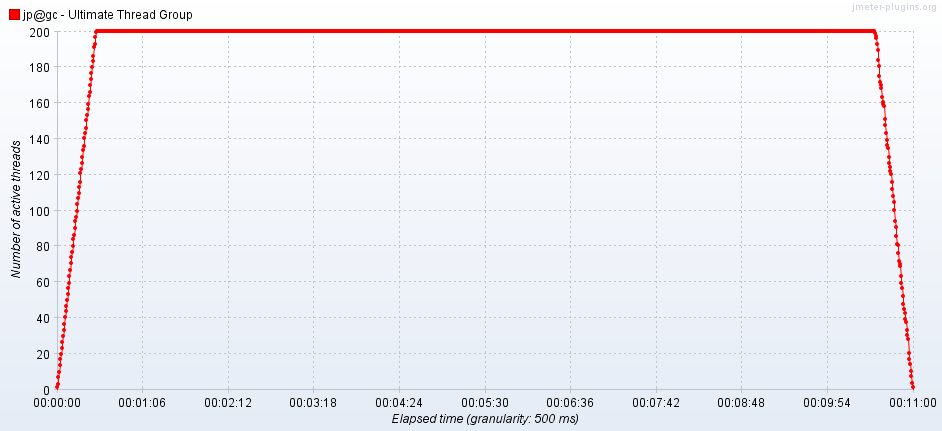 jp@gc - Ultimate Thread Group
jmeter-plugins.org
200
180
160
140
120
100
80
60
40
20
0
Number of active threads
00:00:00 00:01:06 00:02:12 00:03:18 00:04:24 00:05:30 00:06:36 00:07:42 00:08:48 00:09:54 00:11:00
Elapsed time (granularity: 500 ms)